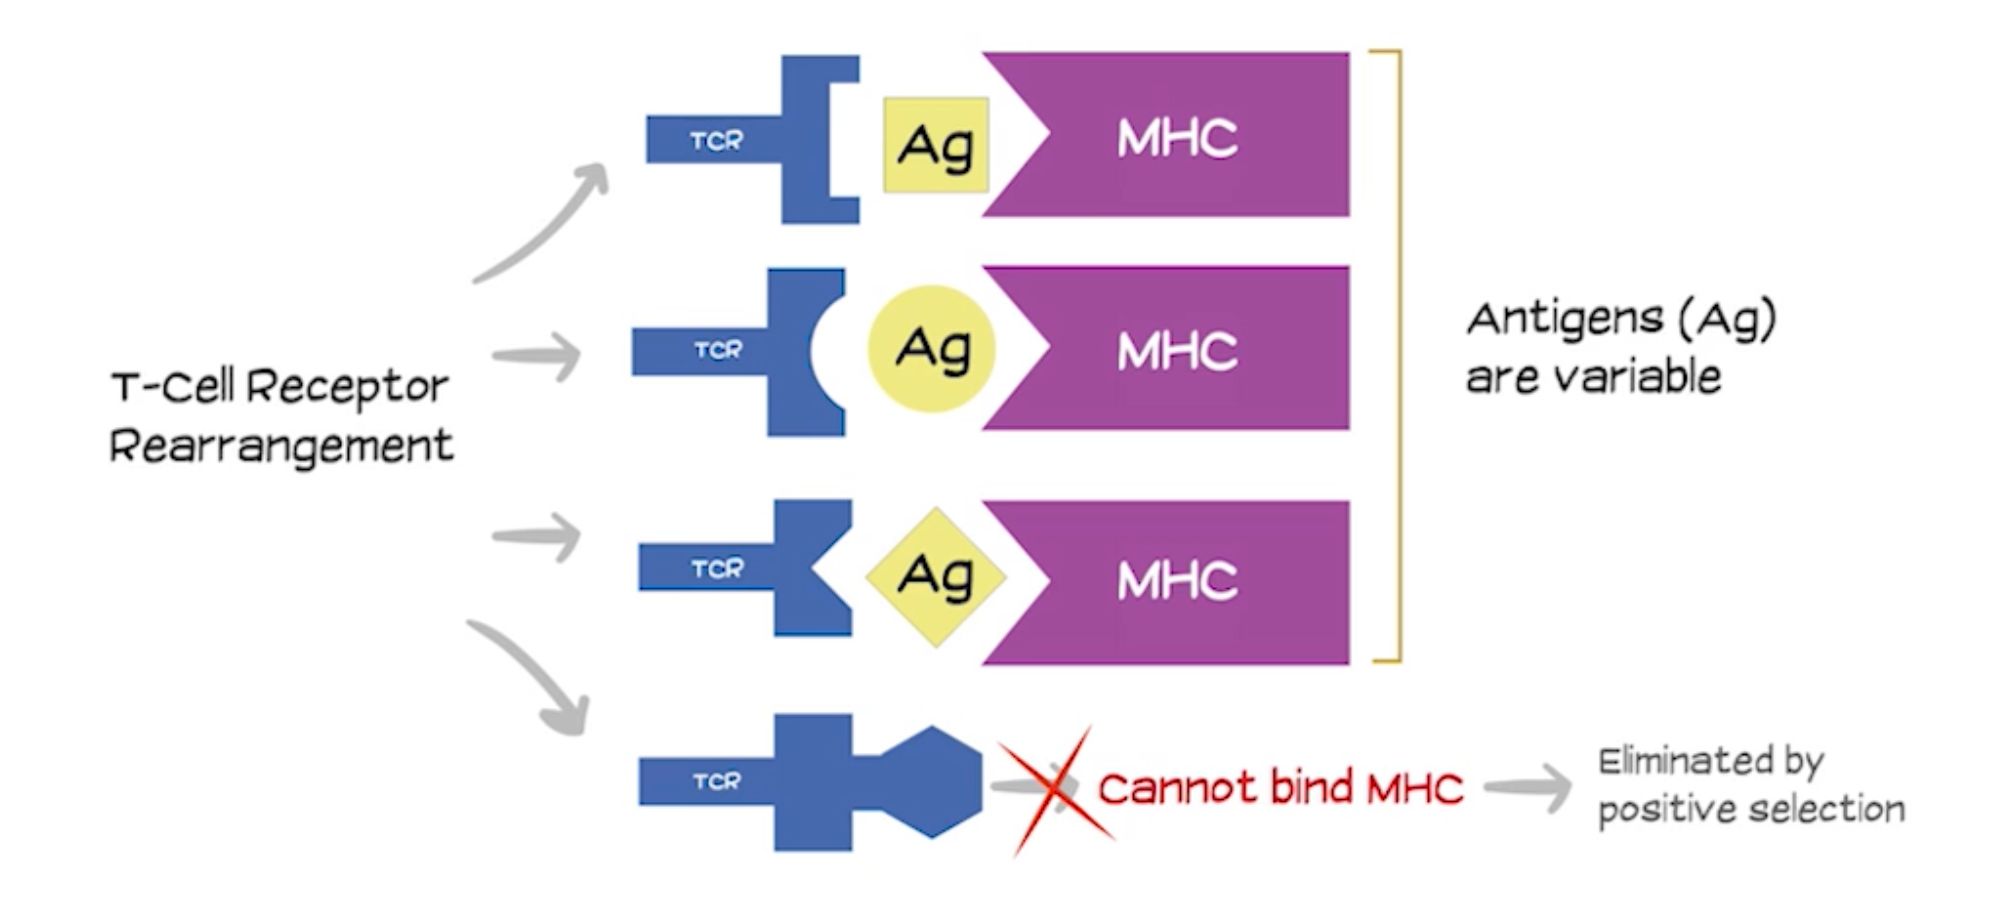 TCR
Ag
MHC
TCR
Ag
MHC
Antigens (Ag)
are variable
T-Cell Receptor
Rearrangement
TCR
Ag
MHC
TCR
Cannot bind MHC
Eliminated by
positive selection